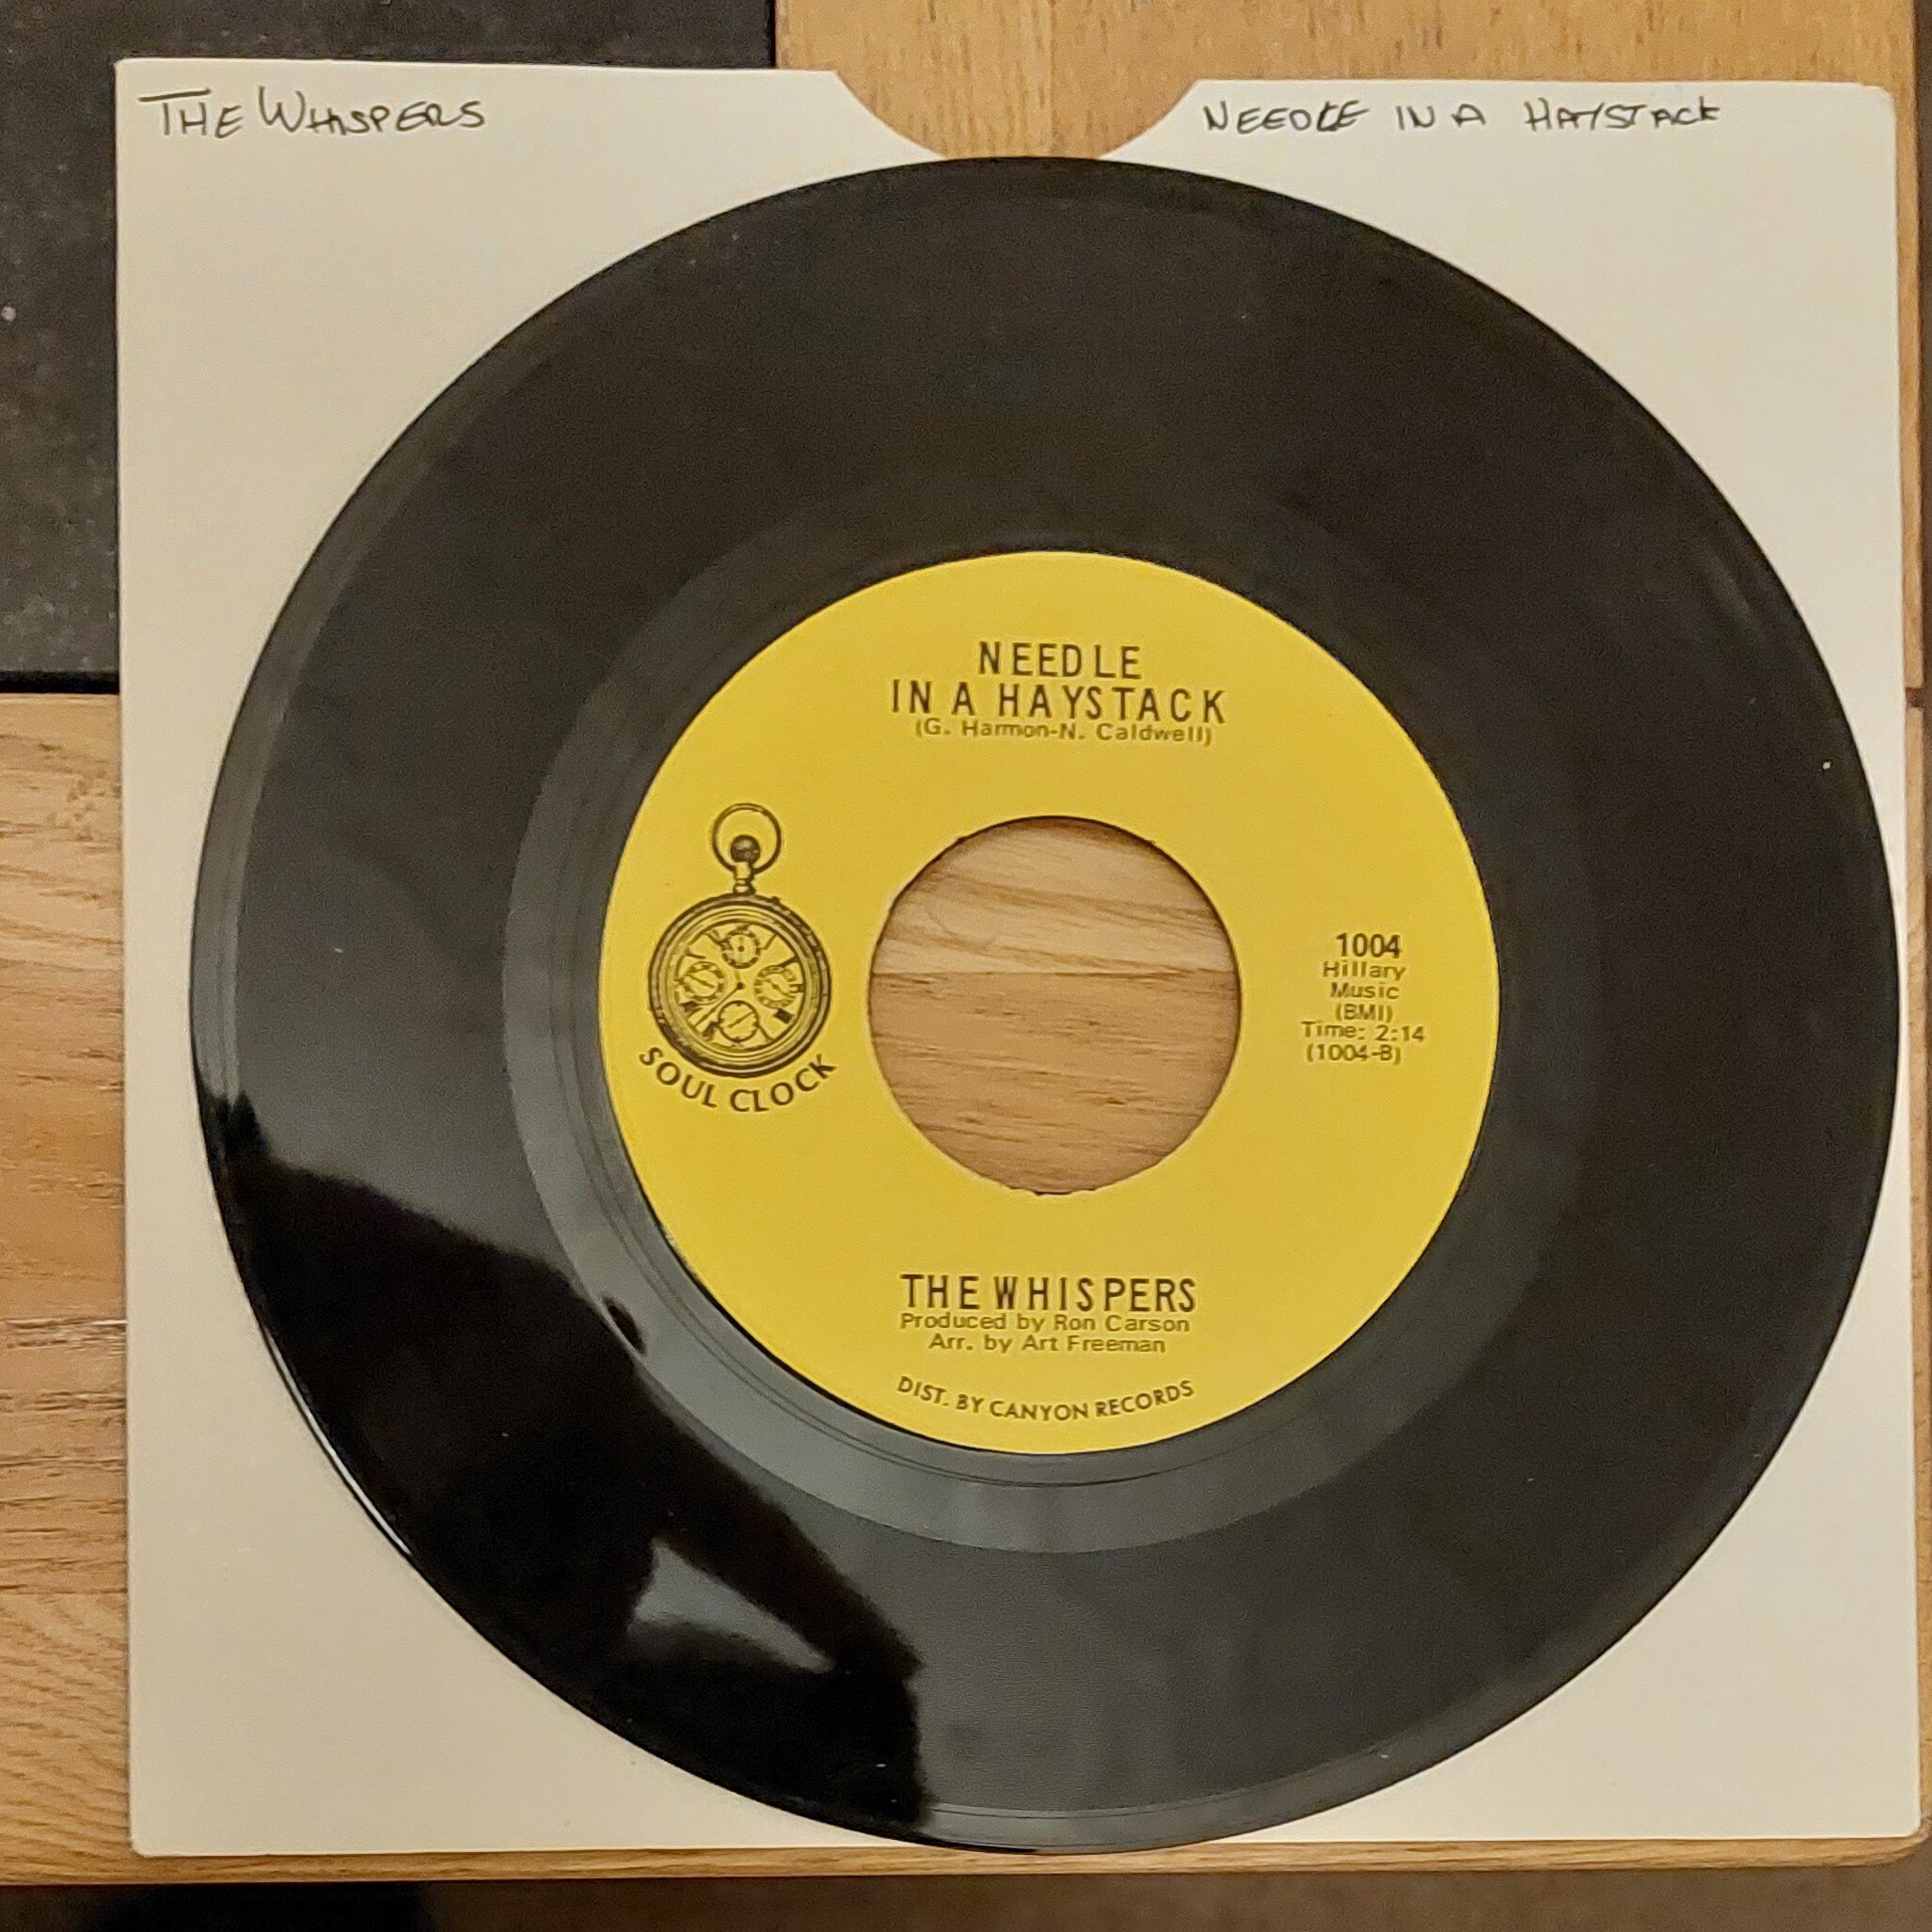 THE WHISPERS
NEEDLE IN A HAYSTACK
NEEDLE
IN A HAYSTACK
(G. Harmon-N. Caldwell)
SOUL CLOCK
1004
Hillary
Music
(BMI)
Time: 2:14
(1004-B)
THE WHISPERS
Produced by Ron Carson
Arr. by Art Freeman
DIST. BY CANYON RECORDS